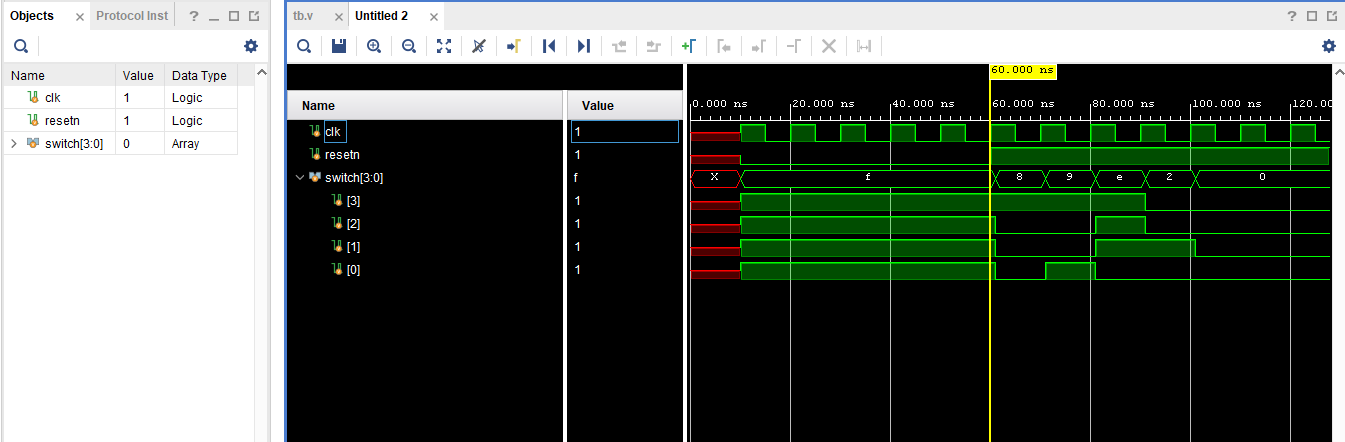 Objects × Protocol Inst ? _
Name Value Data Type
clk 1 Logic
resetn 1 Logic
switch[3:0] 0 Array
tb.v × Untitled 2 × ?
60.000 ns
Name Value
0.000 ns 20.000 ns 40.000 ns 60.000 ns 80.000 ns 100.000 ns 120.00
clk 1
resetn 1
switch[3:0] f X f 8 9 e 2 0
[3] 1
[2] 1
[1] 1
[0] 1